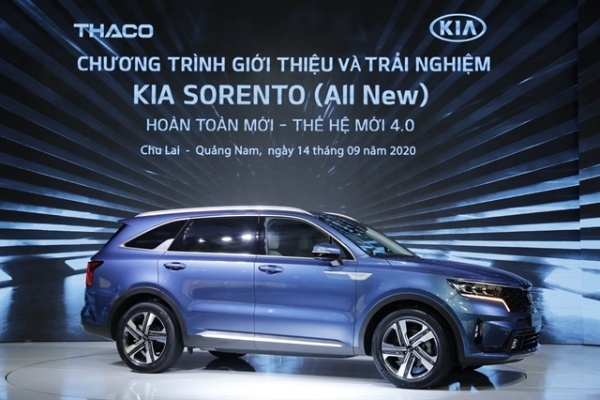 THACO
KIA
CHƯƠNG TRÌNH GIỚI THIỆU VÀ TRẢI NGHIỆM
KIA SORENTO (All New)
HOÀN TOÀN MỚI - THẾ HỆ MỚI 4.0
Chu Lai - Quảng Nam, ngày 14 tháng 09 năm 2020